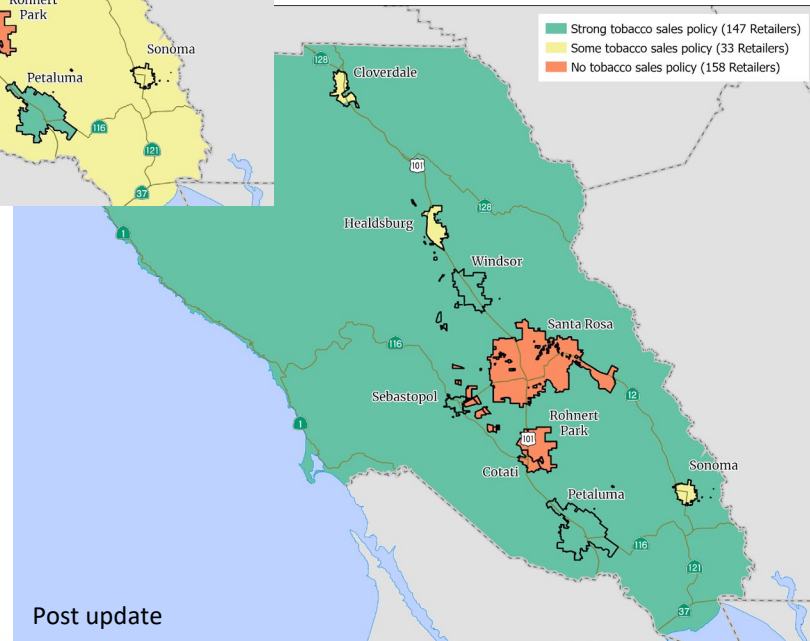 Rohnert
Park
Sonoma
Petaluma
116
121
37
Strong tobacco sales policy (147 Retailers)
Some tobacco sales policy (33 Retailers)
No tobacco sales policy (158 Retailers)
128
Cloverdale
101
128
Healdsburg
1
Windsor
Santa Rosa
116
12
Sebastopol
Rohnert
Park
1
101
Cotati
Sonoma
Petaluma
116
121
37
Post update